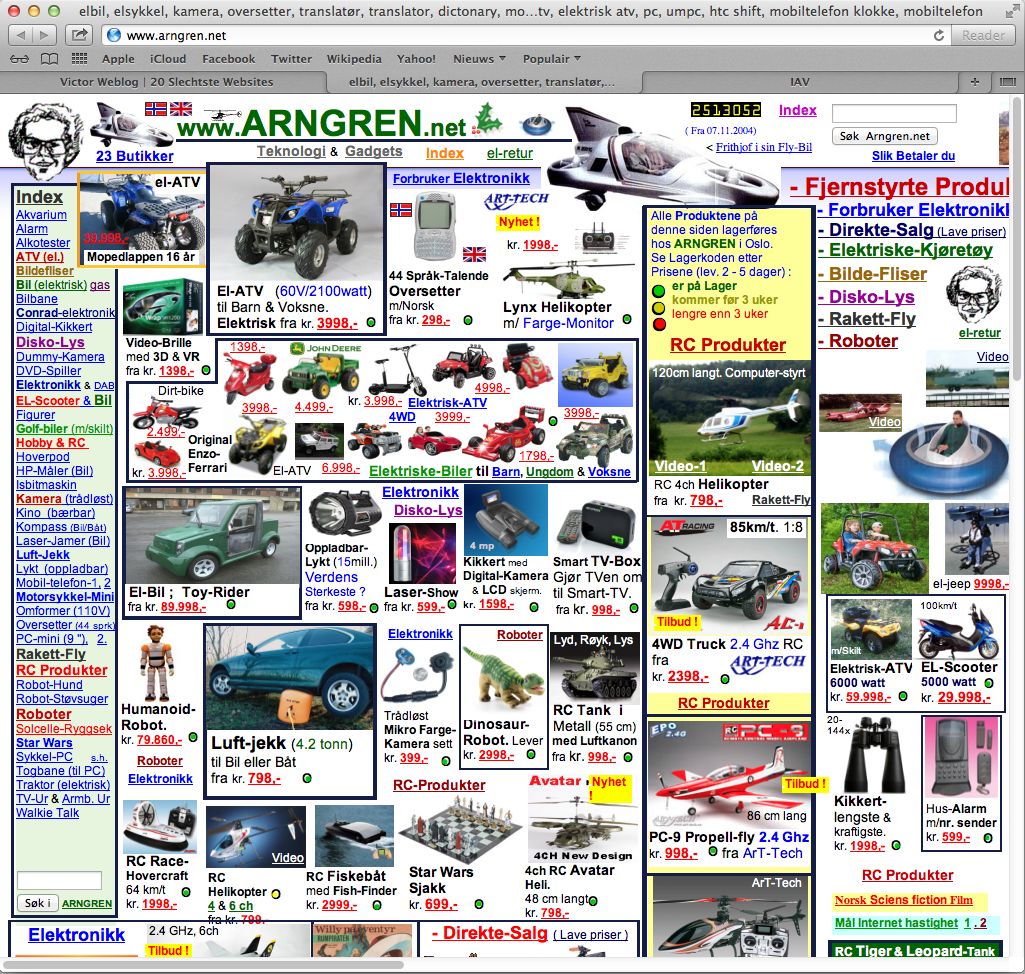 elbil, elsykkel, kamera, oversetter, translatør, translator, dictonary, mo...tv, elektrisk atv, pc, umpc, htc shift, mobiltelefon klokke, mobiltelefon
www.arngren.net
Reader
Apple iCloud Facebook Twitter Wikipedia Yahoo! Nieuws Populair
Victor Weblog | 20 Slechtste Websites
elbil, elsykkel, kamera, oversetter, translatør,...
IAV
www.ARNGREN.net
23 Butikker
Teknologi & Gadgets
Index
el-retur
2513052
( Fra 07.11.2004)
< Frithjof i sin Fly-Bil
Index
Søk Arngren.net
Slik Betaler du
Index
Akvarium
Alarm
Alkotester
ATV (el.)
Bildefliser
Bil (elektrisk) gass
Bilbane
Conrad-elektronik
Digital-Kikkert
Disko-Lys
Dummy-Kamera
DVD-Spiller
Elektronikk & DAB
EL-Scooter & Bil
Figurer
Golf-biler (m/skilt)
Hobby & RC
Hoverpod
HP-Måler (Bil)
Isbitmaskin
Kamera (trådløst)
Kino (bærbar)
Kompass (Bil/Båt)
Laser-Jamer (Bil)
Luft-Jekk
Lykt (oppladbar)
Mobil-telefon-1, 2
Motorsykkel-Mini
Omformer (110V)
Oversetter (44 sprk)
PC-mini (9 "), 2.
Rakett-Fly
RC Produkter
Robot-Hund
Robot-Støvsuger
Roboter
Solcelle-Ryggsek
Star Wars
Sykkel-PC s.h.
Togbane (til PC)
Traktor (elektrisk)
TV-Ur & Armb. Ur
Walkie Talk
Søk i ARNGREN
el-ATV
39.998,-
Mopedlappen 16 år
El-ATV (60V/2100watt)
til Barn & Voksne.
Elektrisk fra kr. 3998,-
Forbruker Elektronikk
ART-TECH
Nyhet !
kr. 1998,-
44 Språk-Talende
Oversetter
m/Norsk
fra kr. 298,-
Lynx Helikopter
m/ Farge-Monitor
Video-Brille
med 3D & VR
fra kr. 1398,-
1398,-
3998,-
JOHN DEERE
4.499,-
kr. 3.998,-
Elektrisk-ATV
4WD
3999,-
4998,-
3998,-
Dirt-bike
2.499,-
kr. 3.998,-
Original
Enzo-
Ferrari
El-ATV
6.998,-
1798,-
Elektriske-Biler til Barn, Ungdom & Voksne
El-Bil ; Toy-Rider
fra kr. 89.998,-
Oppladbar-
Lykt (15mill.)
Verdens
Sterkeste ?
fra kr. 598,-
Elektronikk
Disko-Lys
Laser-Show
fra kr. 599,-
4 mp
Kikkert med
Digital-Kamera
& LCD skjerm.
kr. 1598,-
Smart TV-Box
Gjør TVen om
til Smart-TV.
fra kr. 998,-
Humanoid-
Robot.
kr. 79.860,-
Roboter
Elektronikk
Luft-jekk (4.2 tonn)
til Bil eller Båt
fra kr. 798,-
Elektronikk
Trådløst
Mikro Farge-
Kamera sett
kr. 399,-
Roboter
Dinosaur-
Robot. Lever
kr. 2998,-
Lyd, Røyk, Lys
RC Tank i
Metall (55 cm)
med Luftkanon
fra kr. 998,-
RC Race-
Hovercraft
64 km/t
kr. 1998,-
Video
RC
Helikopter
4 & 6 ch
fra kr. 799,-
RC Fiskebåt
med Fish-Finder
kr. 2999,-
RC-Produkter
Star Wars
Sjakk
kr. 699,-
Avatar
Nyhet
!
4CH New Design
4ch RC Avatar
Heli.
48 cm langt
kr. 798,-
Elektronikk
2.4 GHz, 6ch
Tilbud !
Willy på eventyr
KUMPIRATEN
- Direkte-Salg ( Lave priser )
Alle Produktene på
denne siden lagerføres
hos ARNGREN i Oslo.
Se Lagerkoden etter
Prisene (lev. 2 - 5 dager) :
er på Lager
kommer før 3 uker
lengre enn 3 uker
RC Produkter
120cm langt. Computer-styrt
Video-1 Video-2
RC 4ch Helikopter
fra kr. 798,-
Rakett-Fly
AT RACING
85km/t. 1:8
Tilbud !
4WD Truck 2.4 Ghz RC
fra
kr. 2398,-
ART-TECH
RC Produkter
EPO
2.4G
PC-9
Tilbud !
86 cm lang
PC-9 Propell-fly 2.4 Ghz
kr. 998,- fra ArT-Tech
ArT-Tech
- Fjernstyrte Produ
- Forbruker Elektronikk
- Direkte-Salg (Lave priser)
- Elektriske-Kjøretøy
- Bilde-Fliser
- Disko-Lys
- Rakett-Fly
- Roboter
el-retur
Video
Video
el-jeep 9998,-
m/Skilt
Elektrisk-ATV
6000 watt
kr. 59.998,-
100km/t
EL-Scooter
5000 watt
kr. 29.998,-
20-
144x
Kikkert-
lengste &
kraftigste.
kr. 1998,-
Hus-Alarm
m/nr. sender
kr. 599,-
RC Produkter
Norsk Sciens fiction Film
Mål Internet hastighet 1 . 2
RC Tiger & Leopard-Tank